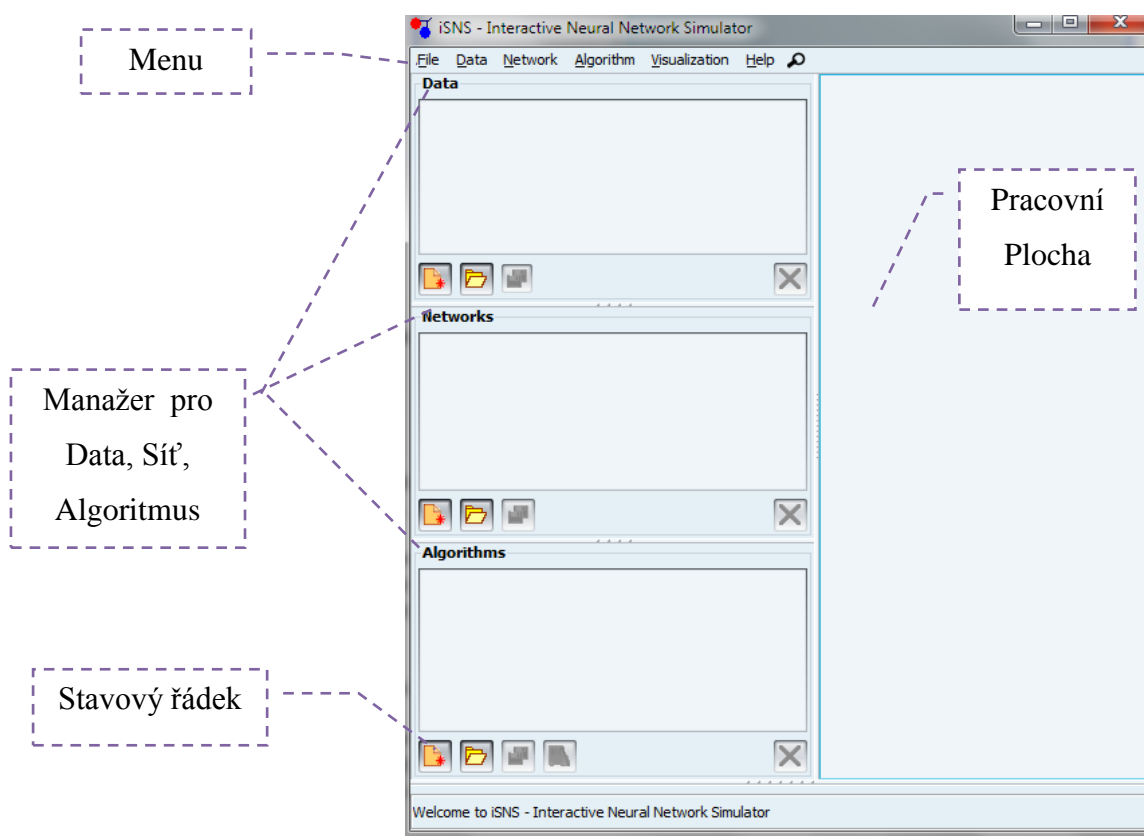 iSNS - Interactive Neural Network Simulator
Menu
File Data Network Algorithm Visualization Help
Data
Pracovní
Plocha
Networks
Manažer pro
Data, Síť,
Algoritmus
Algorithms
Stavový řádek
Welcome to iSNS - Interactive Neural Network Simulator